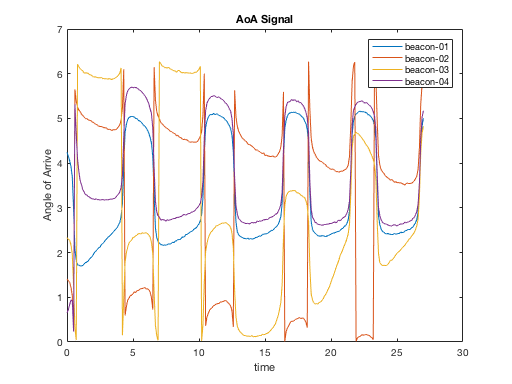 AoA Signal
7
6
5
4
3
2
1
0
Angle of Arrive
beacon-01
beacon-02
beacon-03
beacon-04
0 5 10 15 20 25 30
time